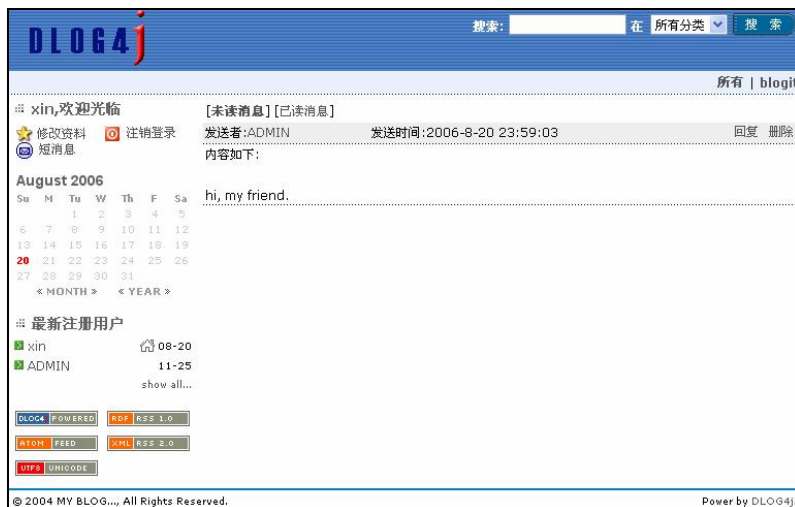 DLOG4j
搜索: 在 所有分类 搜 索
所有 | blogit
xin,欢迎光临
修改资料 注销登录
短消息
August 2006
Su M Tu W Th F Sa
1 2 3 4 5
6 7 8 9 10 11 12
13 14 15 16 17 18 19
20 21 22 23 24 25 26
27 28 29 30 31
« MONTH » « YEAR »
最新注册用户
xin 08-20
ADMIN 11-25
show all...
DLOG4 POWERED RDF RSS 1.0
ATOM FEED XML RSS 2.0
UTF8 UNICODE
[未读消息] [已读消息]
发送者:ADMIN 发送时间:2006-8-20 23:59:03 回复 删除
内容如下:
hi, my friend.
© 2004 MY BLOG..., All Rights Reserved. Power by DLOG4j